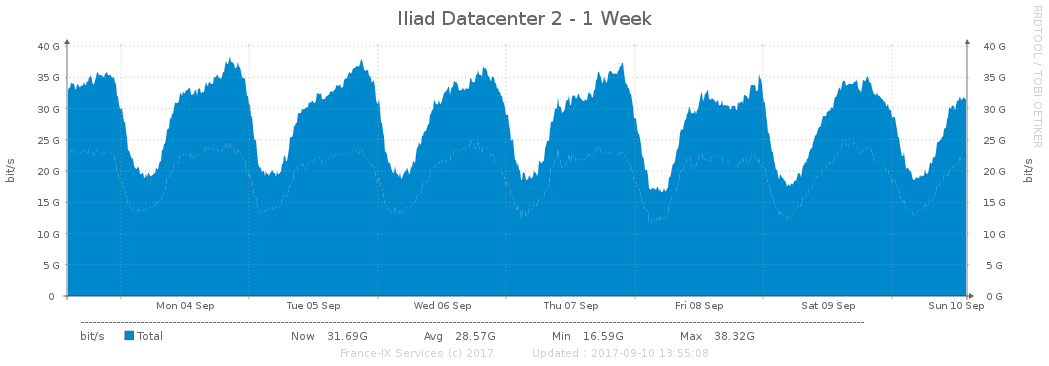 Iliad Datacenter 2 - 1 Week
RRDTOOL / TOBI OETIKER
bit/s
bit/s
40 G 40 G
35 G 35 G
30 G 30 G
25 G 25 G
20 G 20 G
15 G 15 G
10 G 10 G
5 G 5 G
0 0 G
Mon 04 Sep Tue 05 Sep Wed 06 Sep Thu 07 Sep Fri 08 Sep Sat 09 Sep Sun 10 Sep
bit/s Total Now 31.69G Avg 28.57G Min 16.59G Max 38.32G
France-IX Services (c) 2017 Updated : 2017-09-10 13:55:08